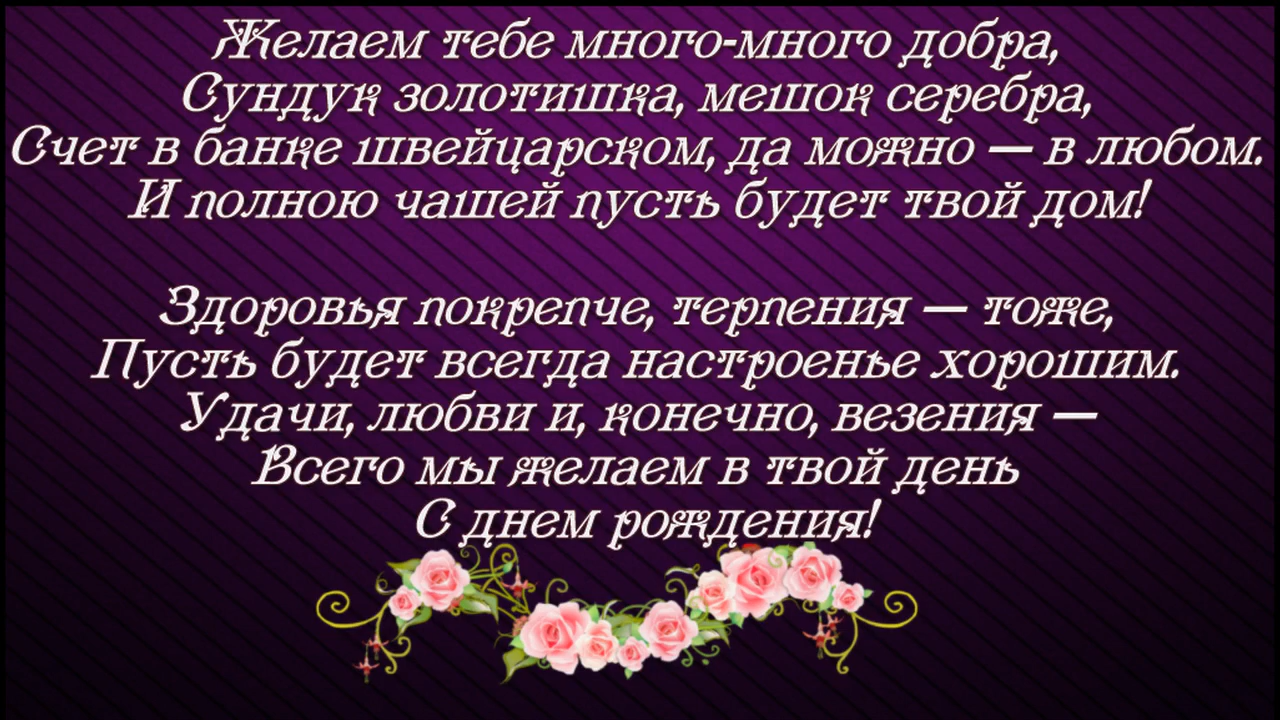 Желаем тебе много-много добра,
Сундук золотишка, мешок серебра,
Счет в банке швейцарском, да можно — в любом.
И полною чашей пусть будет твой дом!
Здоровья покрепче, терпения — тоже,
Пусть будет всегда настроенье хорошим.
Удачи, любви и, конечно, везения —
Всего мы желаем в твой день
С днем рождения!